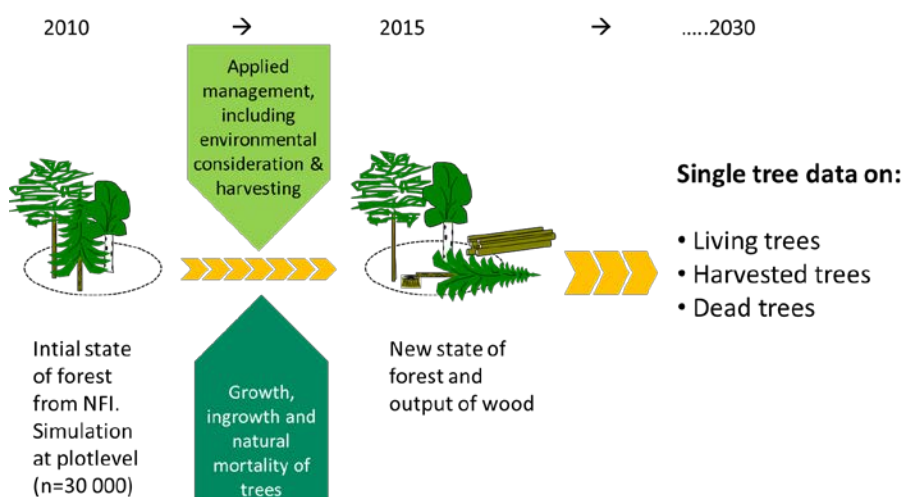 2010 → 2015 → .....2030
Applied
management,
including
environmental
consideration &
harvesting
Single tree data on:
• Living trees
• Harvested trees
• Dead trees
Intial state
of forest
from NFI.
Simulation
at plotlevel
(n=30 000)
Growth,
ingrowth and
natural
mortality of
trees
New state of
forest and
output of wood